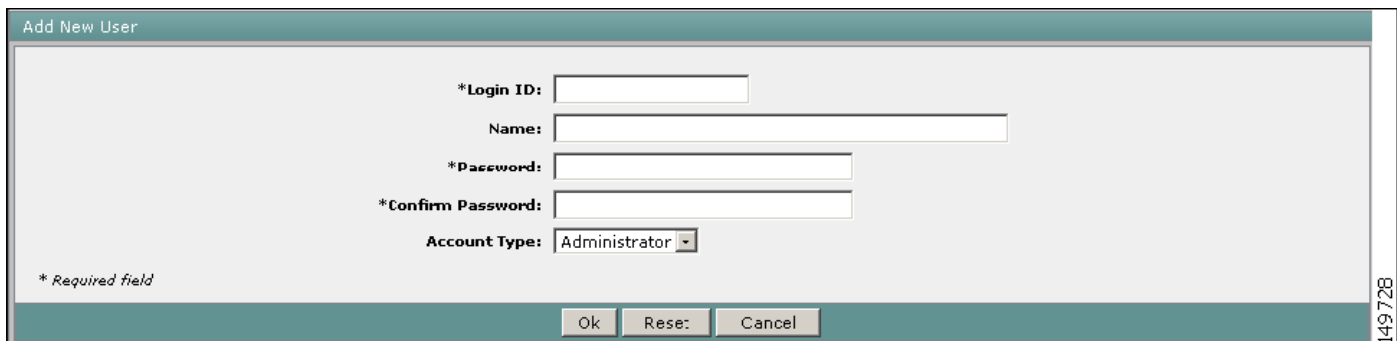 Add New User
*Login ID:
Name:
*Password:
*Confirm Password:
Account Type: Administrator
* Required field
Ok Reset Cancel
149728